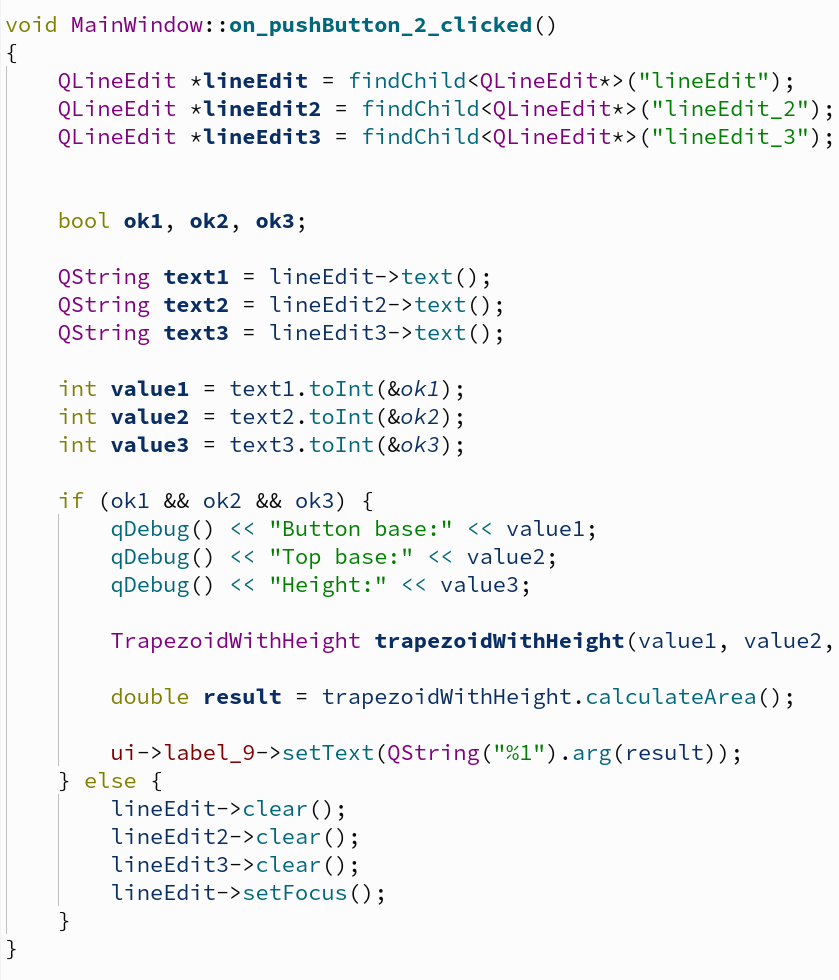 void MainWindow::on_pushButton_2_clicked()
{
    QLineEdit *lineEdit = findChild<QLineEdit*>("lineEdit");
    QLineEdit *lineEdit2 = findChild<QLineEdit*>("lineEdit_2");
    QLineEdit *lineEdit3 = findChild<QLineEdit*>("lineEdit_3");
    bool ok1, ok2, ok3;
    QString text1 = lineEdit->text();
    QString text2 = lineEdit2->text();
    QString text3 = lineEdit3->text();
    int value1 = text1.toInt(&ok1);
    int value2 = text2.toInt(&ok2);
    int value3 = text3.toInt(&ok3);
    if (ok1 && ok2 && ok3) {
        qDebug() << "Button base:" << value1;
        qDebug() << "Top base:" << value2;
        qDebug() << "Height:" << value3;
        TrapezoidWithHeight trapezoidWithHeight(value1, value2,
        double result = trapezoidWithHeight.calculateArea();
        ui->label_9->setText(QString("%1").arg(result));
    } else {
        lineEdit->clear();
        lineEdit2->clear();
        lineEdit3->clear();
        lineEdit->setFocus();
    }
}